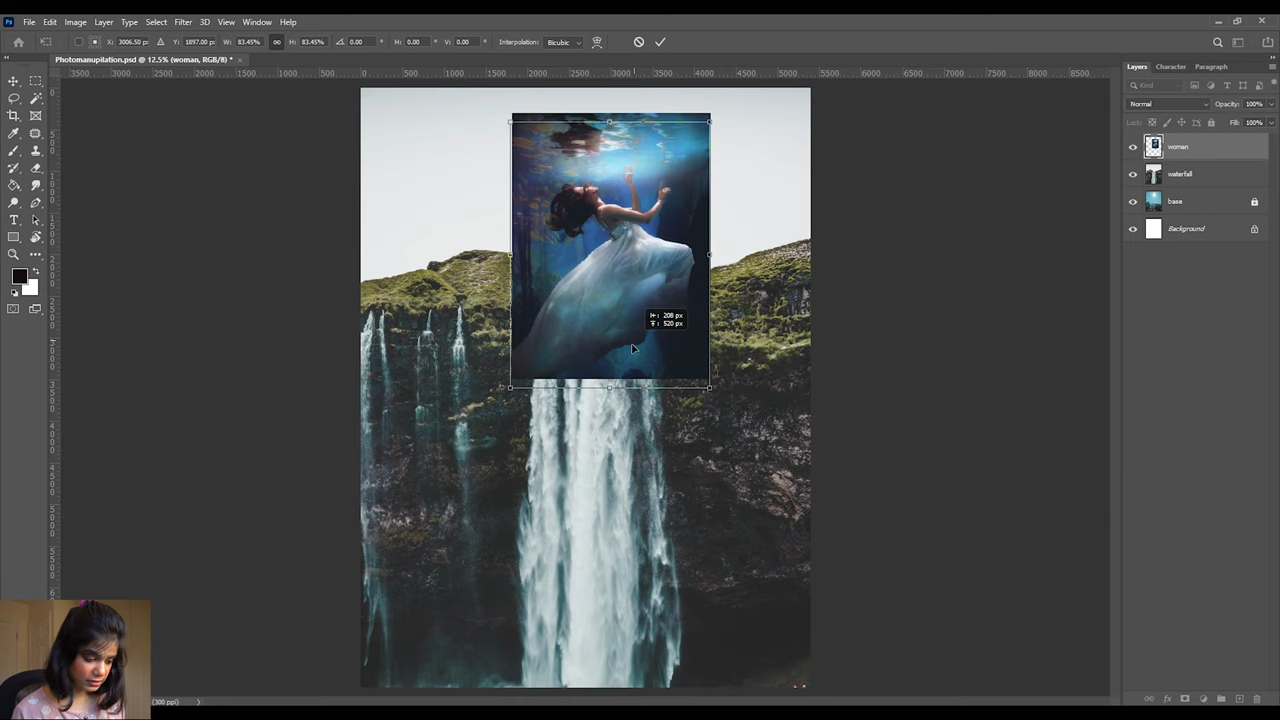 Ps File Edit Image Layer Type Select Filter 3D View Window Help
X: 3006.50 px Y: 1897.00 px W: 83.45% H: 83.45% 0.00 ° H: 0.00 ° V: 0.00 ° Interpolation: Bicubic
Photomanupilation.psd @ 12.5% (woman, RGB/8) * ×
3500 3000 2500 2000 1500 1000 500 0 500 1000 1500 2000 2500 3000 3500 4000 4500 5000 5500 6000 6500 7000 7500 8000 8500
Layers Character Paragraph
Kind
Normal Opacity: 100%
Lock: Fill: 100%
woman
waterfall
base
Background
208 px
520 px
(300 ppi)